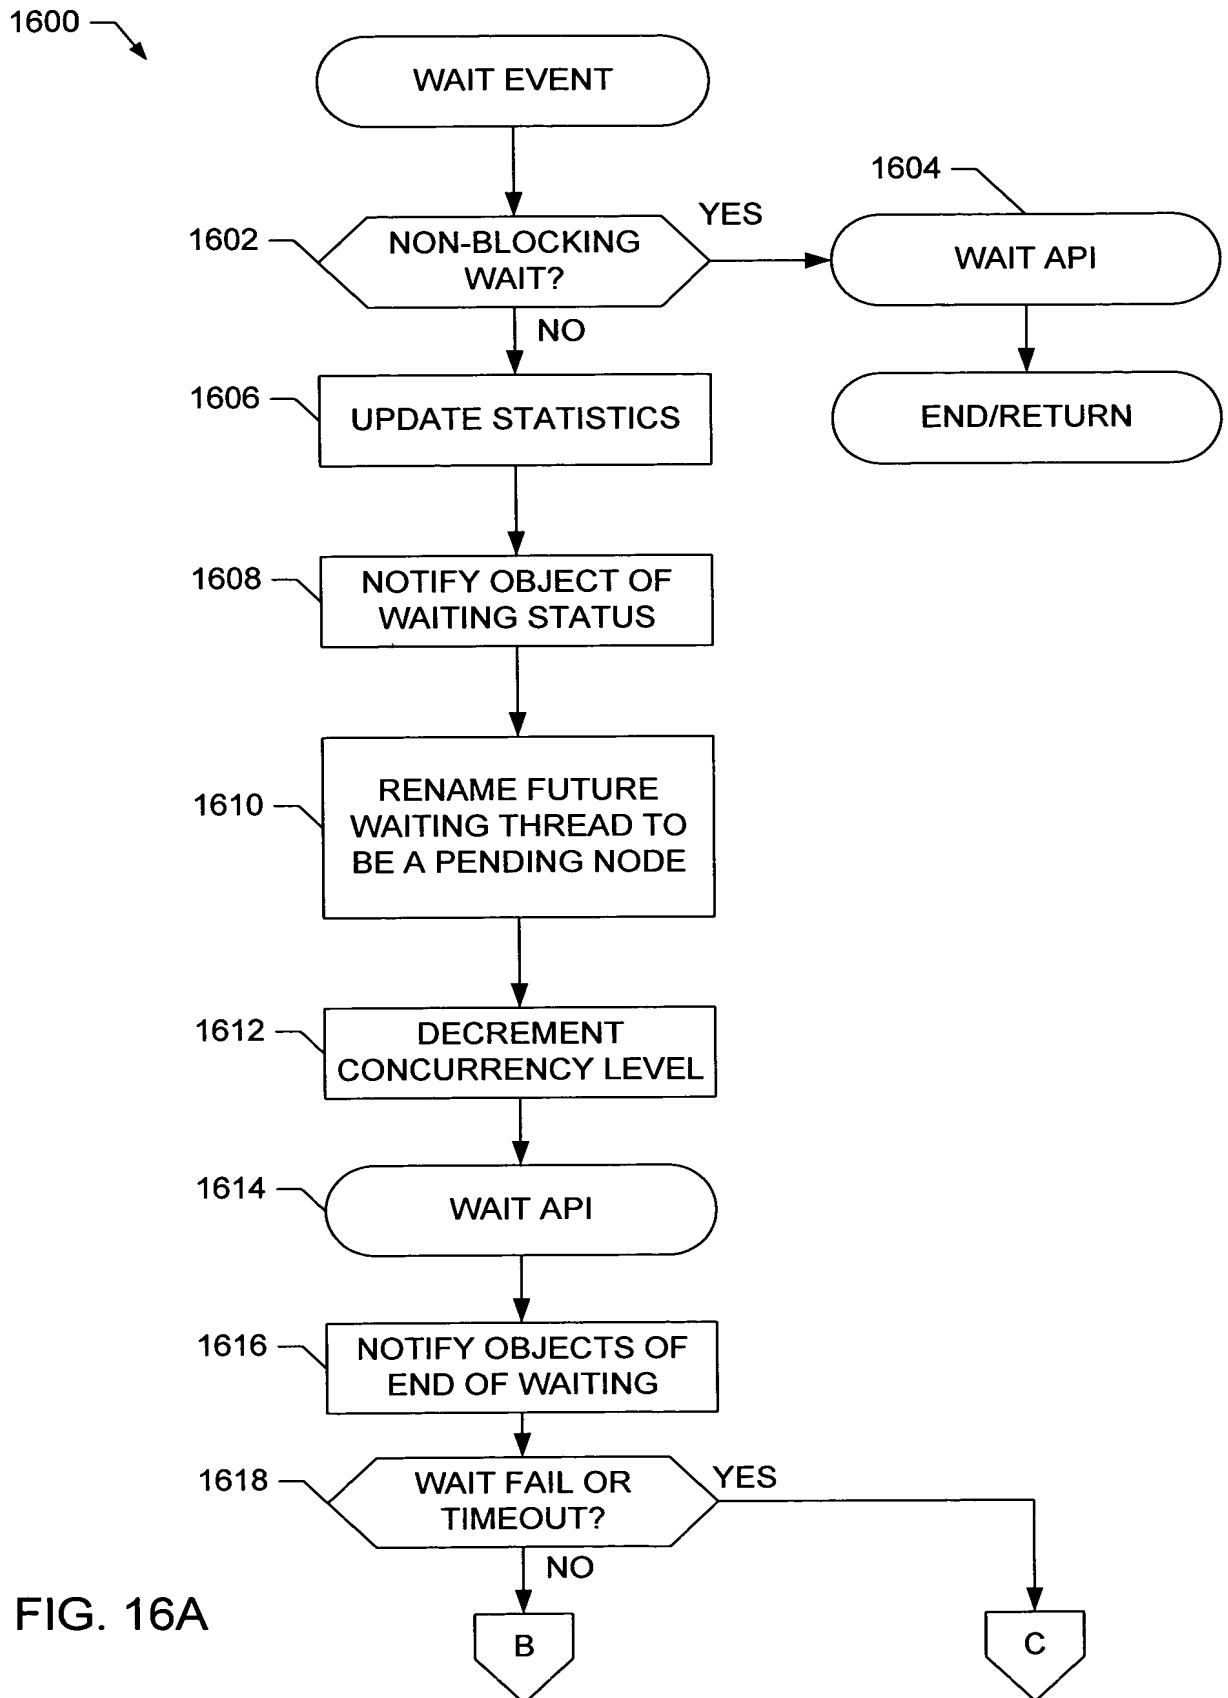 1600
WAIT EVENT
1604
YES
1602
NON-BLOCKING
WAIT?
WAIT API
NO
1606
UPDATE STATISTICS
END/RETURN
1608
NOTIFY OBJECT OF
WAITING STATUS
1610
RENAME FUTURE
WAITING THREAD TO
BE A PENDING NODE
1612
DECREMENT
CONCURRENCY LEVEL
1614
WAIT API
1616
NOTIFY OBJECTS OF
END OF WAITING
1618
WAIT FAIL OR
TIMEOUT?
YES
NO
FIG. 16A
B
C